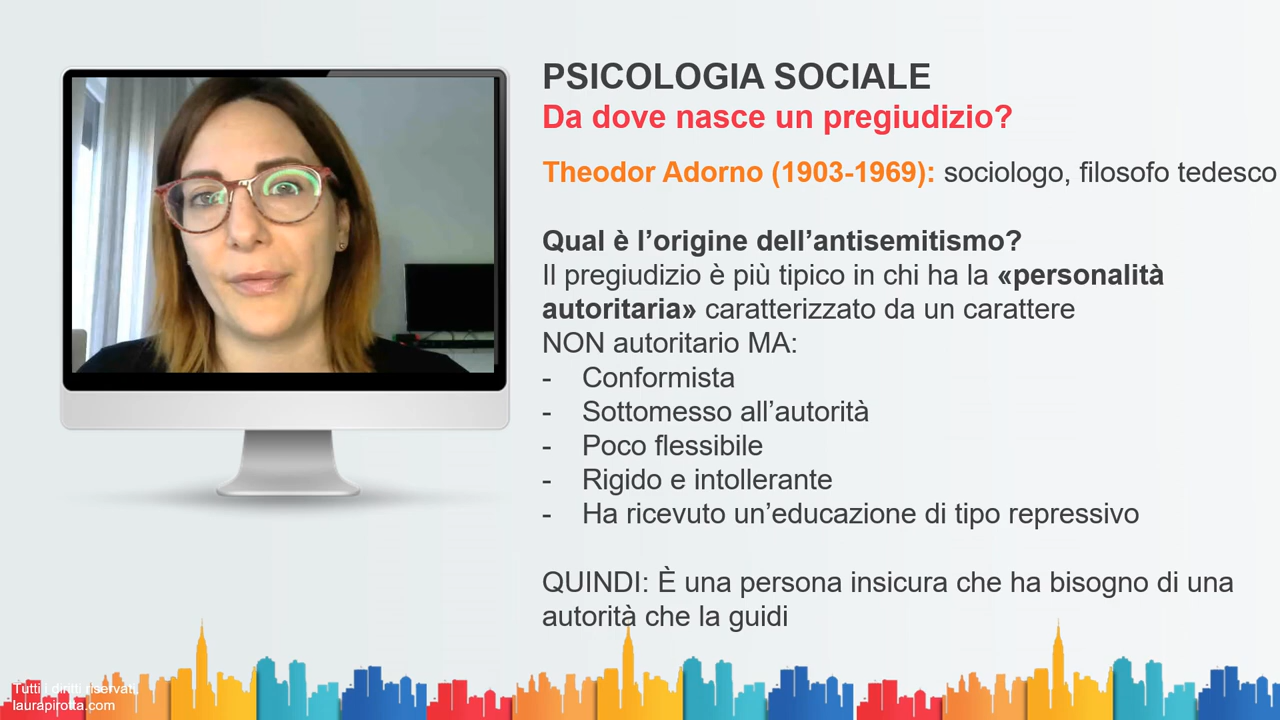 PSICOLOGIA SOCIALE
Da dove nasce un pregiudizio?
Theodor Adorno (1903-1969): sociologo, filosofo tedesco
Qual è l’origine dell’antisemitismo?
Il pregiudizio è più tipico in chi ha la «personalità
autoritaria» caratterizzato da un carattere
NON autoritario MA:
- Conformista
- Sottomesso all’autorità
- Poco flessibile
- Rigido e intollerante
- Ha ricevuto un’educazione di tipo repressivo
QUINDI: È una persona insicura che ha bisogno di una
autorità che la guidi
Tutti i diritti riservati
laurapirotta.com